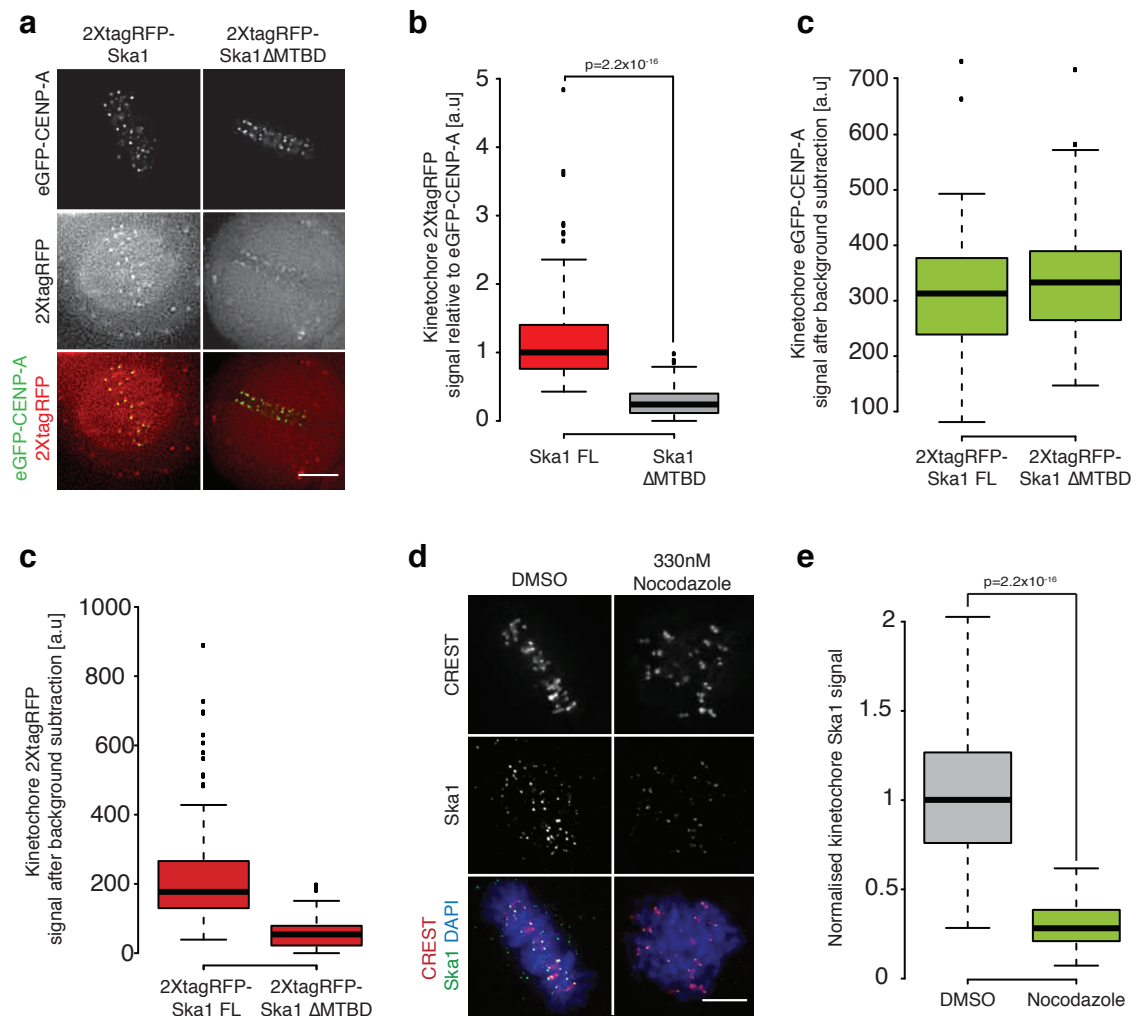 a
2XtagRFP-
Ska1
2XtagRFP-
Ska1ΔMTBD
eGFP-CENP-A
2XtagRFP
eGFP-CENP-A
2XtagRFP
b
p=2.2x10⁻¹⁶
Kinetochore 2XtagRFP
signal relative to eGFP-CENP-A [a.u]
5
4
3
2
1
0
Ska1 FL
Ska1
ΔMTBD
c
Kinetochore eGFP-CENP-A
signal after background subtraction [a.u]
700
600
500
400
300
200
100
2XtagRFP-
Ska1 FL
2XtagRFP-
Ska1 ΔMTBD
c
Kinetochore 2XtagRFP
signal after background subtraction [a.u]
1000
800
600
400
200
0
2XtagRFP-
Ska1 FL
2XtagRFP-
Ska1 ΔMTBD
d
DMSO
330nM
Nocodazole
CREST
Ska1
CREST
Ska1 DAPI
e
p=2.2x10⁻¹⁶
Normalised kinetochore Ska1 signal
2
1.5
1
0.5
0
DMSO
Nocodazole